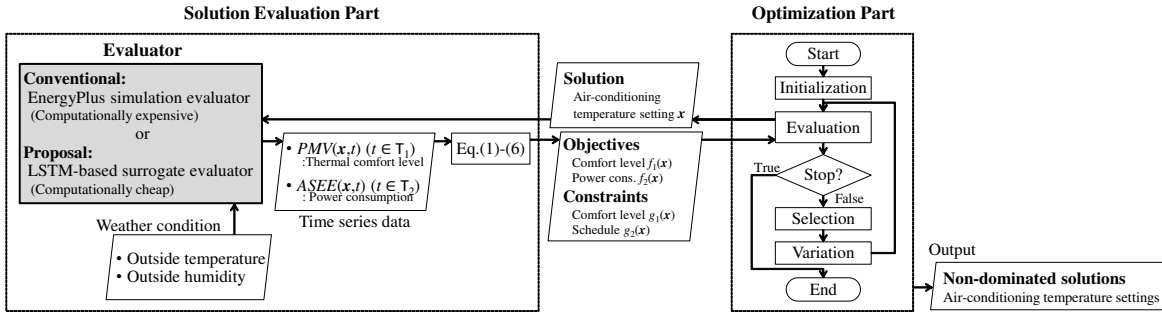 Solution Evaluation Part
Evaluator
Conventional:
EnergyPlus simulation evaluator
(Computationally expensive)
or
Proposal:
LSTM-based surrogate evaluator
(Computationally cheap)
Weather condition
• Outside temperature
• Outside humidity
• PMV(x,t) (t ∈ T₁)
:Thermal comfort level
• ASEE(x,t) (t ∈ T₂)
: Power consumption
Time series data
Eq.(1)-(6)
Solution
Air-conditioning
temperature setting x
Objectives
Comfort level f₁(x)
Power cons. f₂(x)
Constraints
Comfort level g₁(x)
Schedule g₂(x)
Optimization Part
Start
Initialization
Evaluation
Stop?
True
False
Selection
Variation
End
Output
Non-dominated solutions
Air-conditioning temperature settings